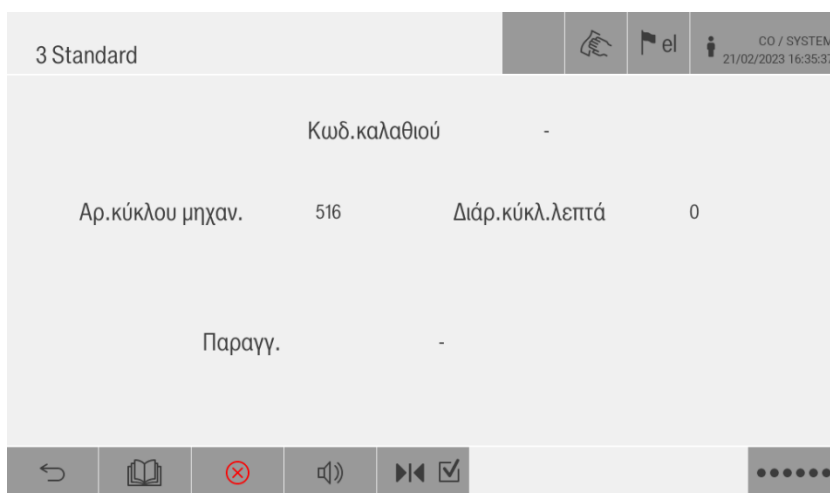 3 Standard
el
CO / SYSTEM
21/02/2023 16:35:37
Κωδ.καλαθιού -
Αρ.κύκλου μηχαν. 516 Διάρ.κύκλ.λεπτά 0
Παραγγ. -